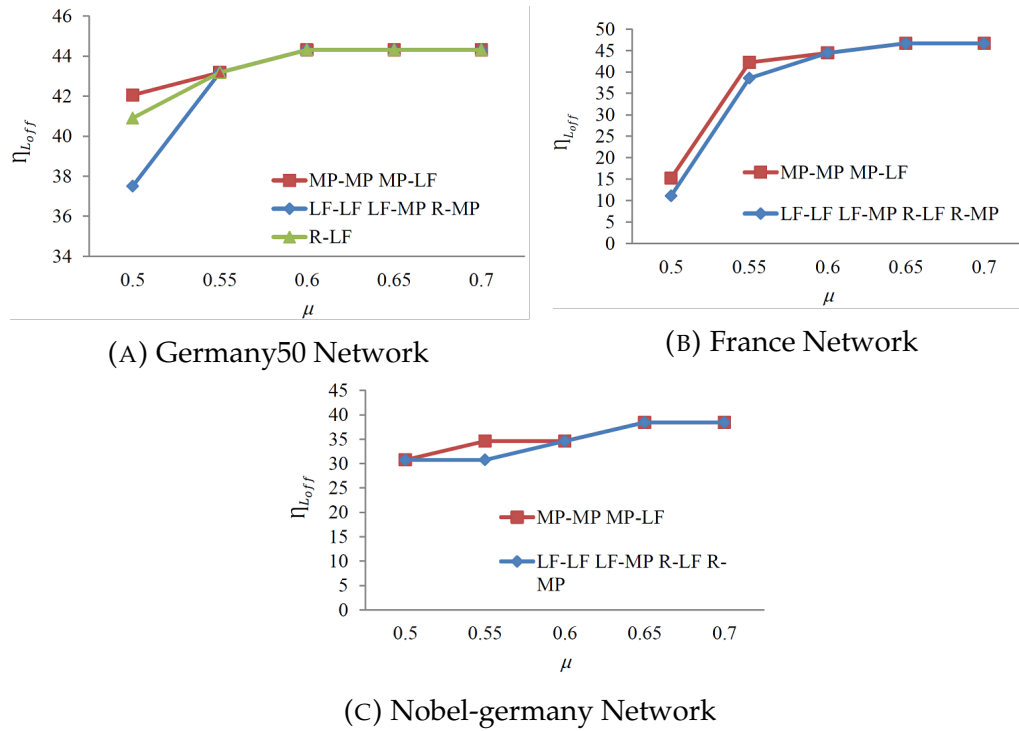 46
44
42
40
38
36
34
η_{L_{off}}
MP-MP MP-LF
LF-LF LF-MP R-MP
R-LF
0.5 0.55 0.6 0.65 0.7
μ
(A) Germany50 Network
50
45
40
35
30
25
20
15
10
5
0
η_{L_{off}}
MP-MP MP-LF
LF-LF LF-MP R-LF R-MP
0.5 0.55 0.6 0.65 0.7
μ
(B) France Network
45
40
35
30
25
20
15
10
5
0
η_{L_{off}}
MP-MP MP-LF
LF-LF LF-MP R-LF R-
MP
0.5 0.55 0.6 0.65 0.7
μ
(C) Nobel-germany Network